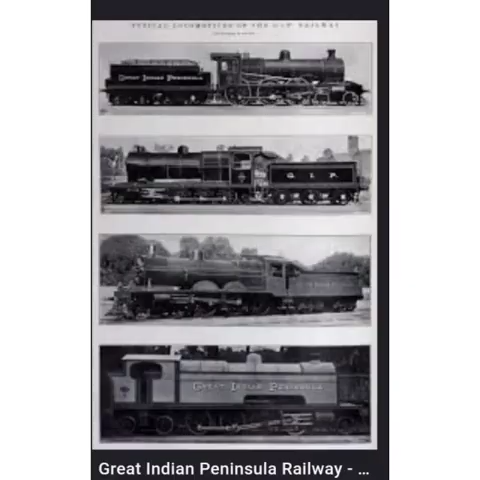 TYPICAL LOCOMOTIVES OF THE G.I.P. RAILWAY
GREAT INDIAN PENINSULA
G. I. P.
GREAT INDIAN PENINSULA
Great Indian Peninsula Railway - ...